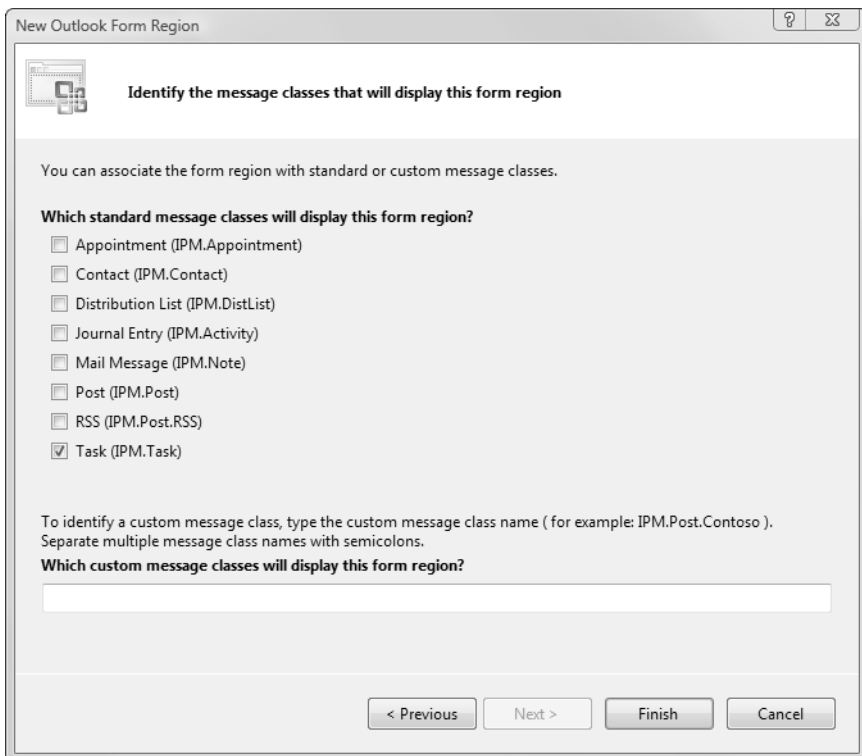 New Outlook Form Region
Identify the message classes that will display this form region
You can associate the form region with standard or custom message classes.
Which standard message classes will display this form region?
Appointment (IPM.Appointment)
Contact (IPM.Contact)
Distribution List (IPM.DistList)
Journal Entry (IPM.Activity)
Mail Message (IPM.Note)
Post (IPM.Post)
RSS (IPM.Post.RSS)
Task (IPM.Task)
To identify a custom message class, type the custom message class name ( for example: IPM.Post.Contoso ).
Separate multiple message class names with semicolons.
Which custom message classes will display this form region?
< Previous Next > Finish Cancel